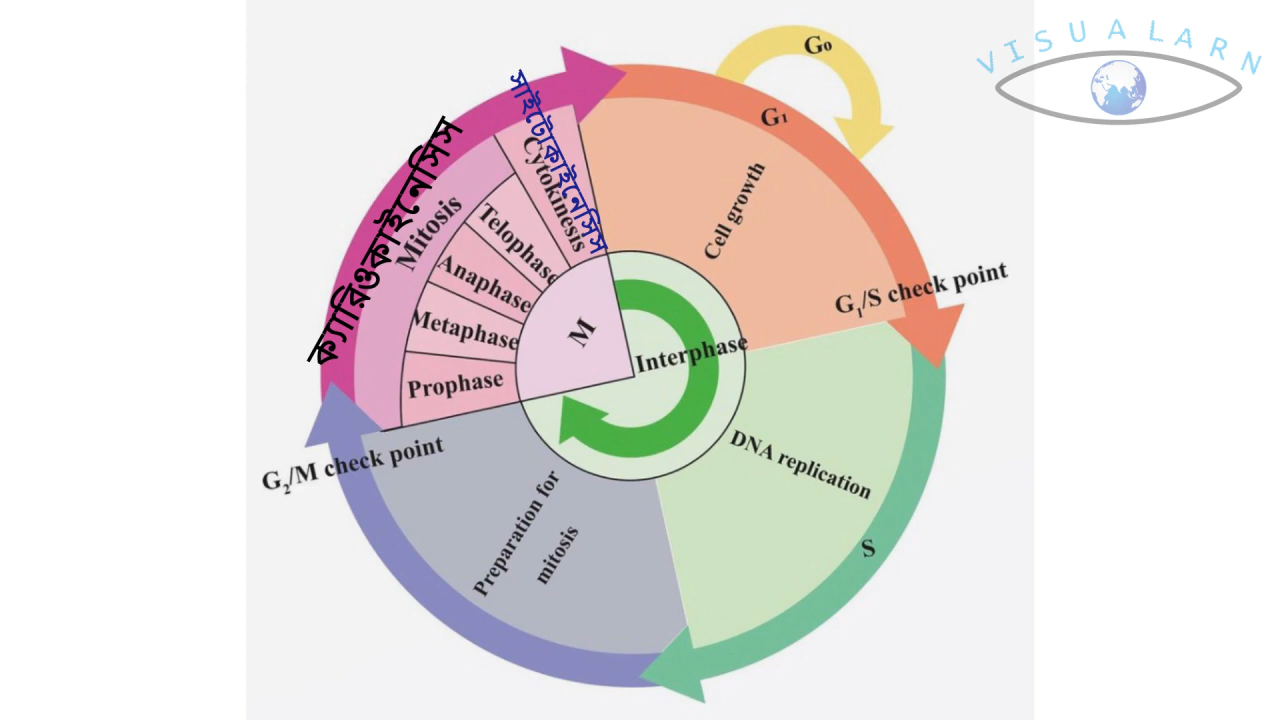 VISUALARN
G₀
G₁
Cell growth
G₁/S check point
DNA replication
S
Preparation for
mitosis
G₂/M check point
Prophase
Metaphase
Anaphase
Telophase
Mitosis
ক্যারিওকাইনেসিস
Cytokinesis
সাইটোকাইনেসিস
M
Interphase